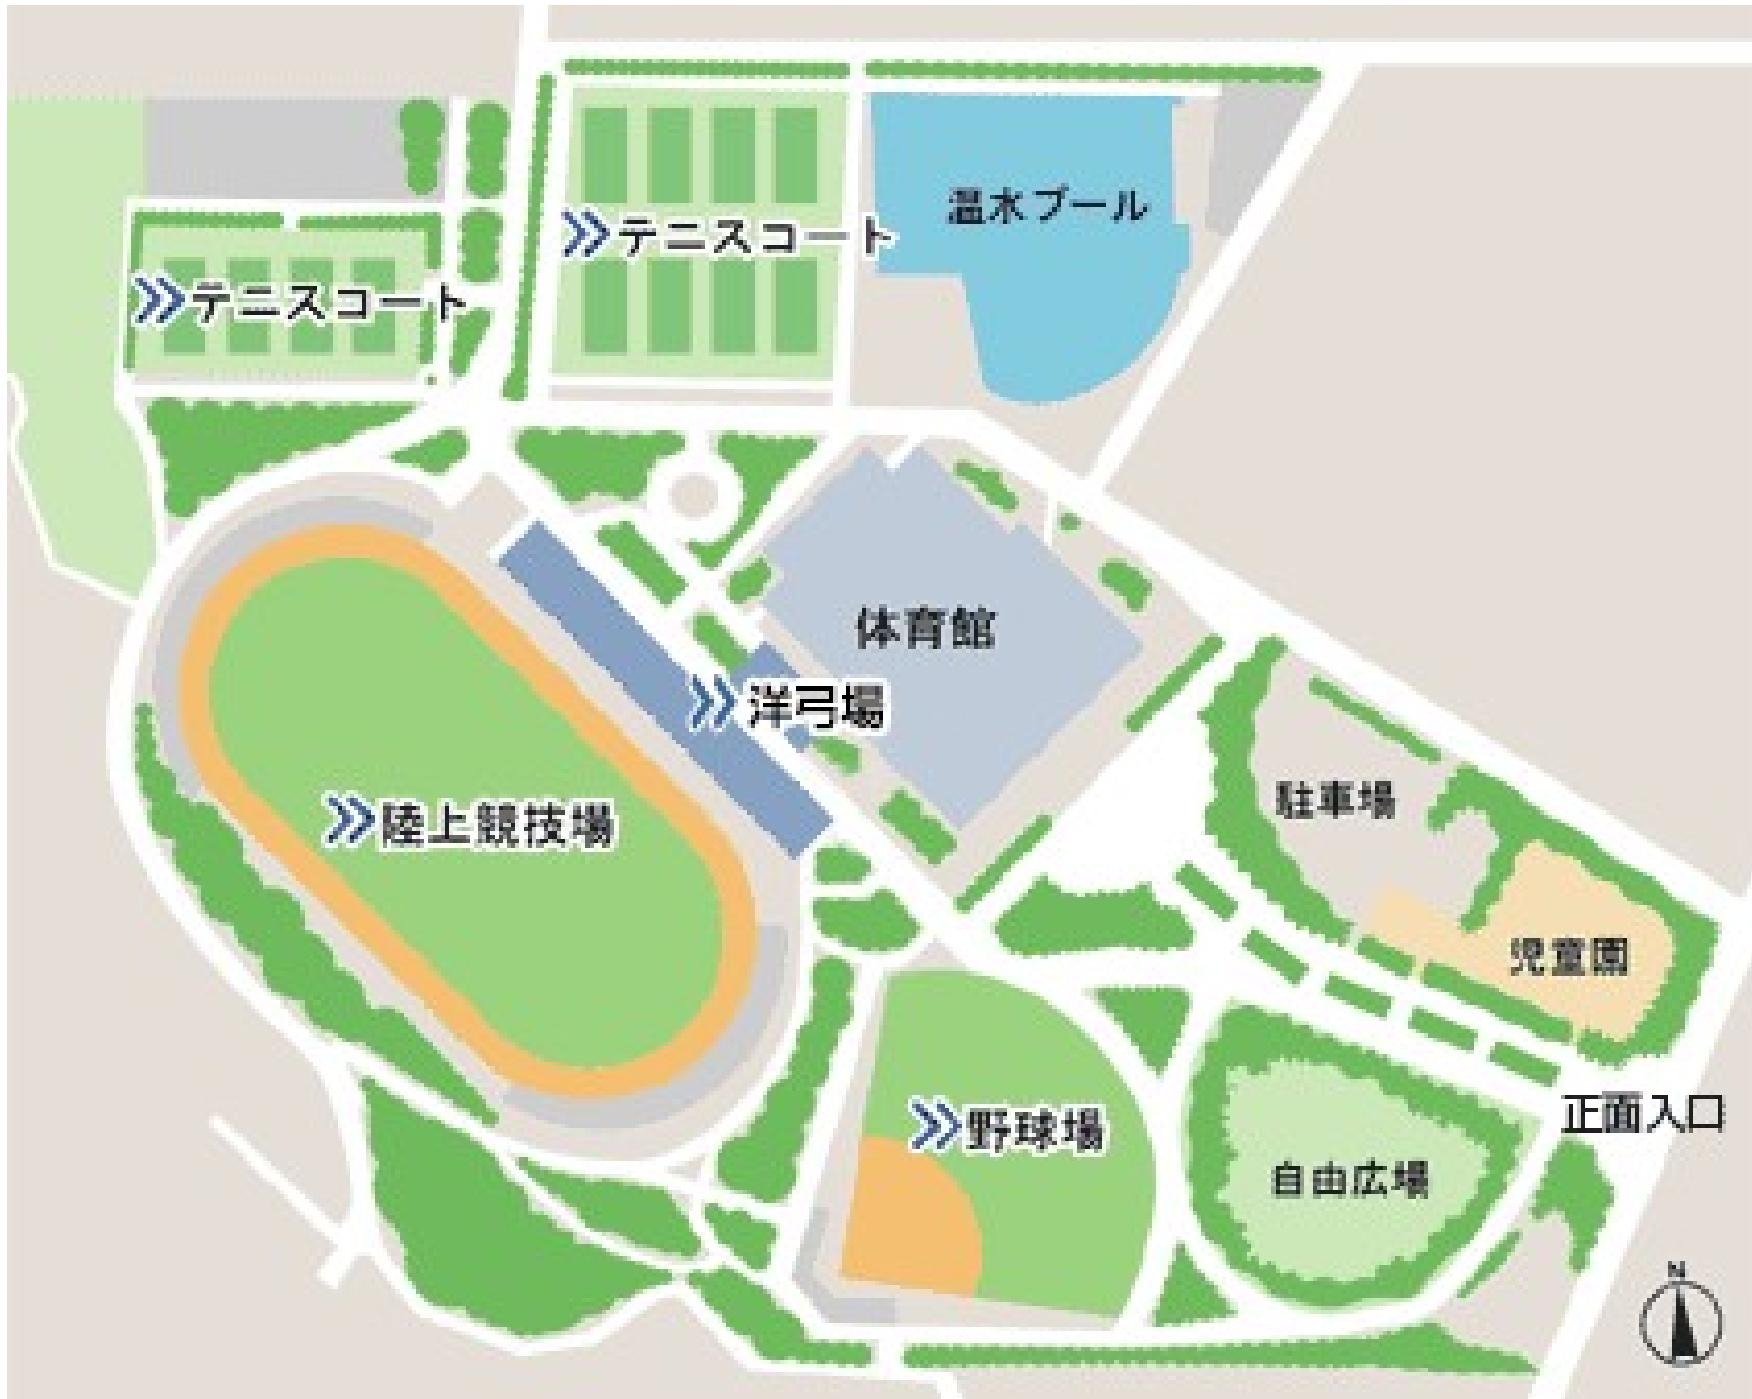 温水プール
»テニスコート
»テニスコート
体育館
»洋弓場
駐車場
»陸上競技場
児童園
正面入口
»野球場
自由広場
N